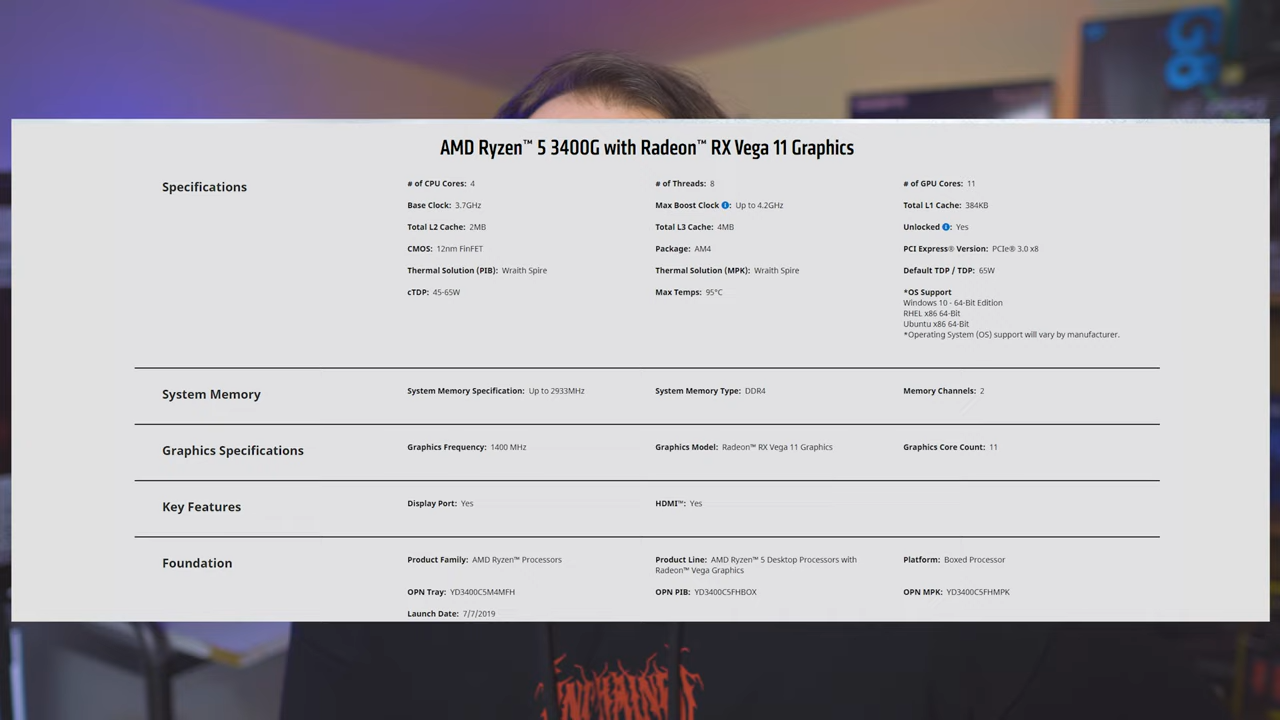 AMD Ryzen™ 5 3400G with Radeon™ RX Vega 11 Graphics
Specifications
# of CPU Cores: 4
# of Threads: 8
# of GPU Cores: 11
Base Clock: 3.7GHz
Max Boost Clock: Up to 4.2GHz
Total L1 Cache: 384KB
Total L2 Cache: 2MB
Total L3 Cache: 4MB
Unlocked: Yes
CMOS: 12nm FinFET
Package: AM4
PCI Express® Version: PCIe® 3.0 x8
Thermal Solution (PIB): Wraith Spire
Thermal Solution (MPK): Wraith Spire
Default TDP / TDP: 65W
cTDP: 45-65W
Max Temps: 95°C
*OS Support
Windows 10 - 64-Bit Edition
RHEL x86 64-Bit
Ubuntu x86 64-Bit
*Operating System (OS) support will vary by manufacturer.
System Memory
System Memory Specification: Up to 2933MHz
System Memory Type: DDR4
Memory Channels: 2
Graphics Specifications
Graphics Frequency: 1400 MHz
Graphics Model: Radeon™ RX Vega 11 Graphics
Graphics Core Count: 11
Key Features
Display Port: Yes
HDMI™: Yes
Foundation
Product Family: AMD Ryzen™ Processors
Product Line: AMD Ryzen™ 5 Desktop Processors with
Radeon™ Vega Graphics
Platform: Boxed Processor
OPN Tray: YD3400C5M4MFH
OPN PIB: YD3400C5FHBOX
OPN MPK: YD3400C5FHMPK
Launch Date: 7/7/2019